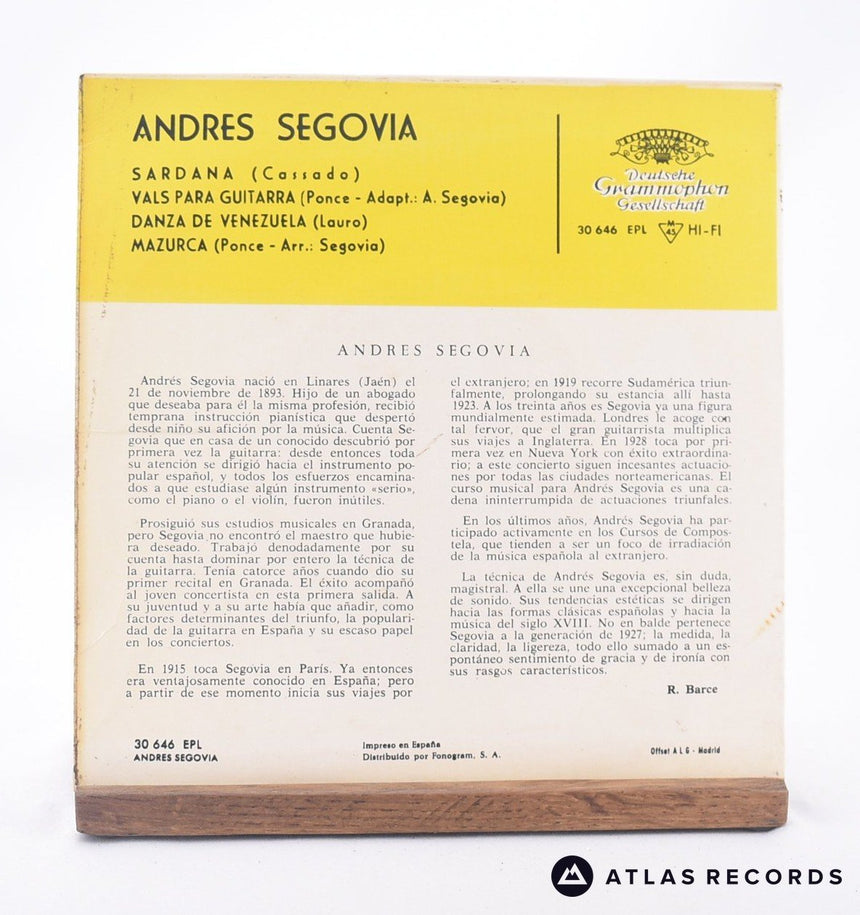 ANDRES SEGOVIA
SARDANA (Cassado)
VALS PARA GUITARRA (Ponce - Adapt.: A. Segovia)
DANZA DE VENEZUELA (Lauro)
MAZURCA (Ponce - Arr.: Segovia)
Deutsche
Grammophon
Gesellschaft
30 646 EPL M 45 HI-FI
ANDRES SEGOVIA
Andrés Segovia nació en Linares (Jaén) el
21 de noviembre de 1893. Hijo de un abogado
que deseaba para él la misma profesión, recibió
temprana instrucción pianística que despertó
desde niño su afición por la música. Cuenta Se-
govia que en casa de un conocido descubrió por
primera vez la guitarra: desde entonces toda
su atención se dirigió hacia el instrumento po-
pular español, y todos los esfuerzos encamina-
dos a que estudiase algún instrumento «serio»,
como el piano o el violín, fueron inútiles.
Prosiguió sus estudios musicales en Granada,
pero Segovia no encontró el maestro que hubie-
ra deseado. Trabajó denodadamente por su
cuenta hasta dominar por entero la técnica de
la guitarra. Tenía catorce años cuando dio su
primer recital en Granada. El éxito acompañó
al joven concertista en esta primera salida. A
su juventud y a su arte había que añadir, como
factores determinantes del triunfo, la populari-
dad de la guitarra en España y su escaso papel
en los conciertos.
En 1915 toca Segovia en París. Ya entonces
era ventajosamente conocido en España; pero
a partir de ese momento inicia sus viajes por
el extranjero; en 1919 recorre Sudamérica triun-
falmente, prolongando su estancia allí hasta
1923. A los treinta años es Segovia ya una figura
mundialmente estimada. Londres le acoge con
tal fervor, que el gran guitarrista multiplica
sus viajes a Inglaterra. En 1928 toca por pri-
mera vez en Nueva York con éxito extraordina-
rio; a este concierto siguen incesantes actuacio-
nes por todas las ciudades norteamericanas. El
curso musical para Andrés Segovia es una ca-
dena ininterrumpida de actuaciones triunfales.
En los últimos años, Andrés Segovia ha par-
ticipado activamente en los Cursos de Compos-
tela, que tienden a ser un foco de irradiación
de la música española al extranjero.
La técnica de Andrés Segovia es, sin duda,
magistral. A ella se une una excepcional belleza
de sonido. Sus tendencias estéticas se dirigen
hacia las formas clásicas españolas y hacia la
música del siglo XVIII. No en balde pertenece
Segovia a la generación de 1927; la medida, la
claridad, la ligereza, todo ello sumado a un es-
pontáneo sentimiento de gracia y de ironía con
sus rasgos característicos.
R. Barce
30 646 EPL
ANDRES SEGOVIA
Impreso en España
Distribuido por Fonogram, S. A.
Offset A L G - Madrid
ATLAS RECORDS